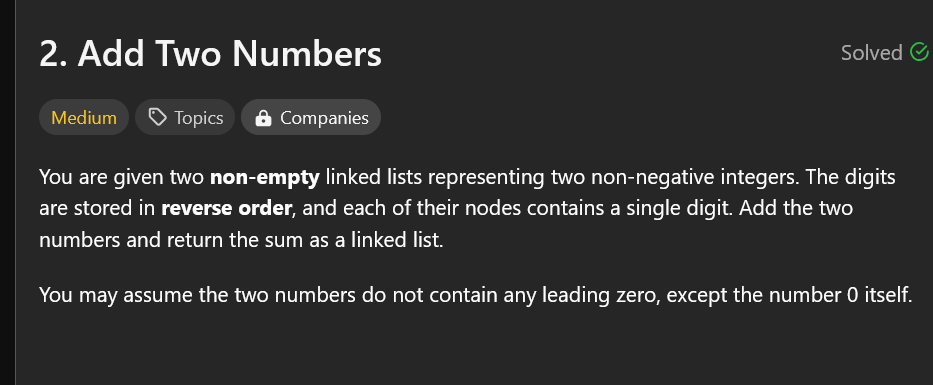 2. Add Two Numbers
Solved
Medium
Topics
Companies
You are given two non-empty linked lists representing two non-negative integers. The digits
are stored in reverse order, and each of their nodes contains a single digit. Add the two
numbers and return the sum as a linked list.
You may assume the two numbers do not contain any leading zero, except the number 0 itself.